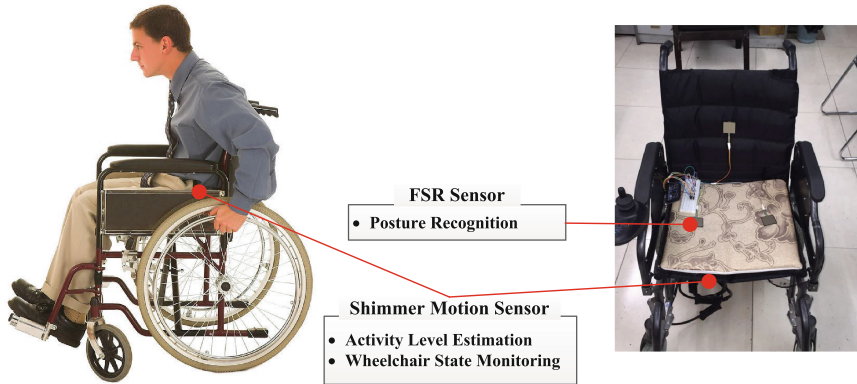 FSR Sensor
• Posture Recognition
Shimmer Motion Sensor
• Activity Level Estimation
• Wheelchair State Monitoring